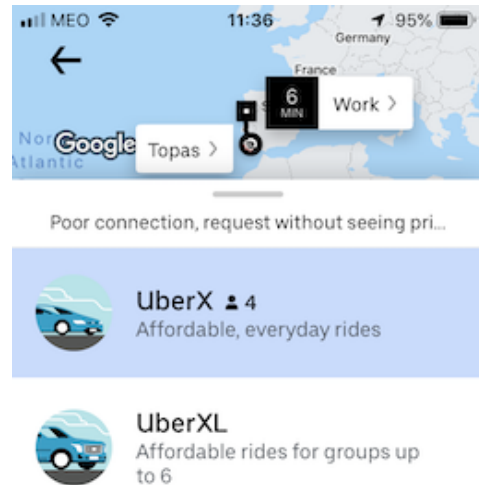 MEO 11:36 95%
Germany
France
6
MIN
Work >
Google
Topas >
Atlantic
Poor connection, request without seeing pri...
UberX 4
Affordable, everyday rides
UberXL
Affordable rides for groups up
to 6